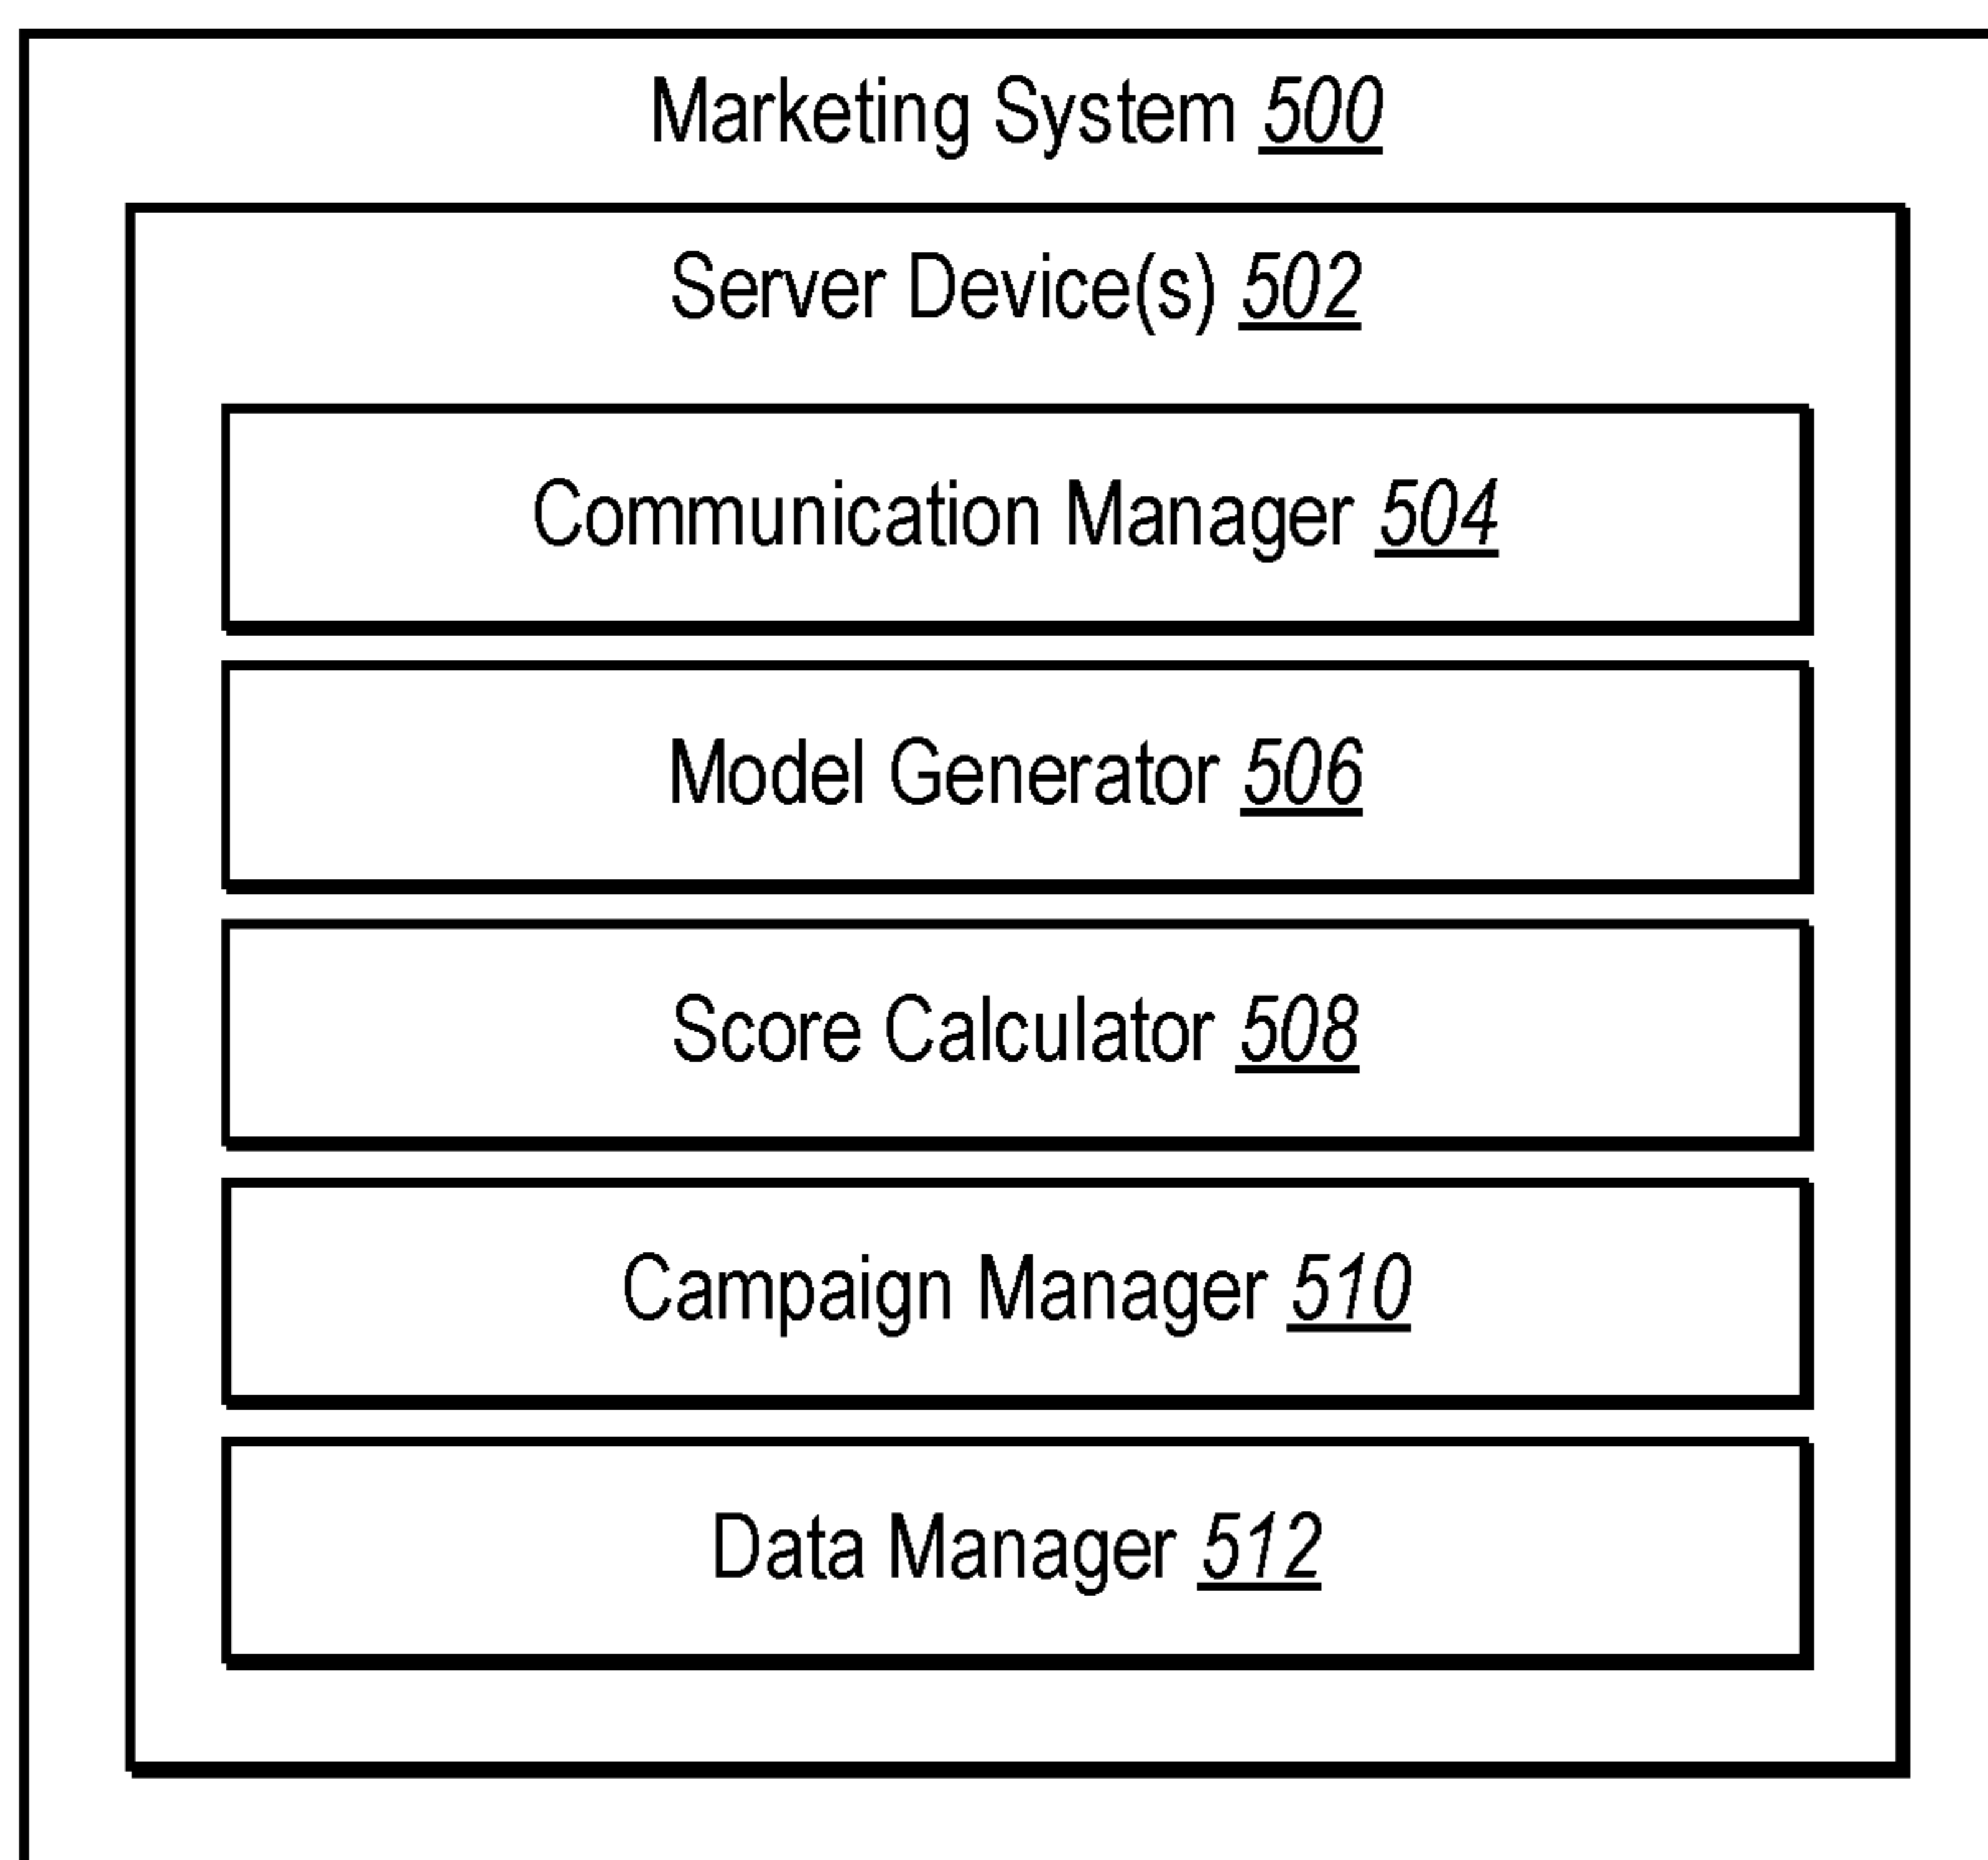 Marketing System 500
Server Device(s) 502
Communication Manager 504
Model Generator 506
Score Calculator 508
Campaign Manager 510
Data Manager 512